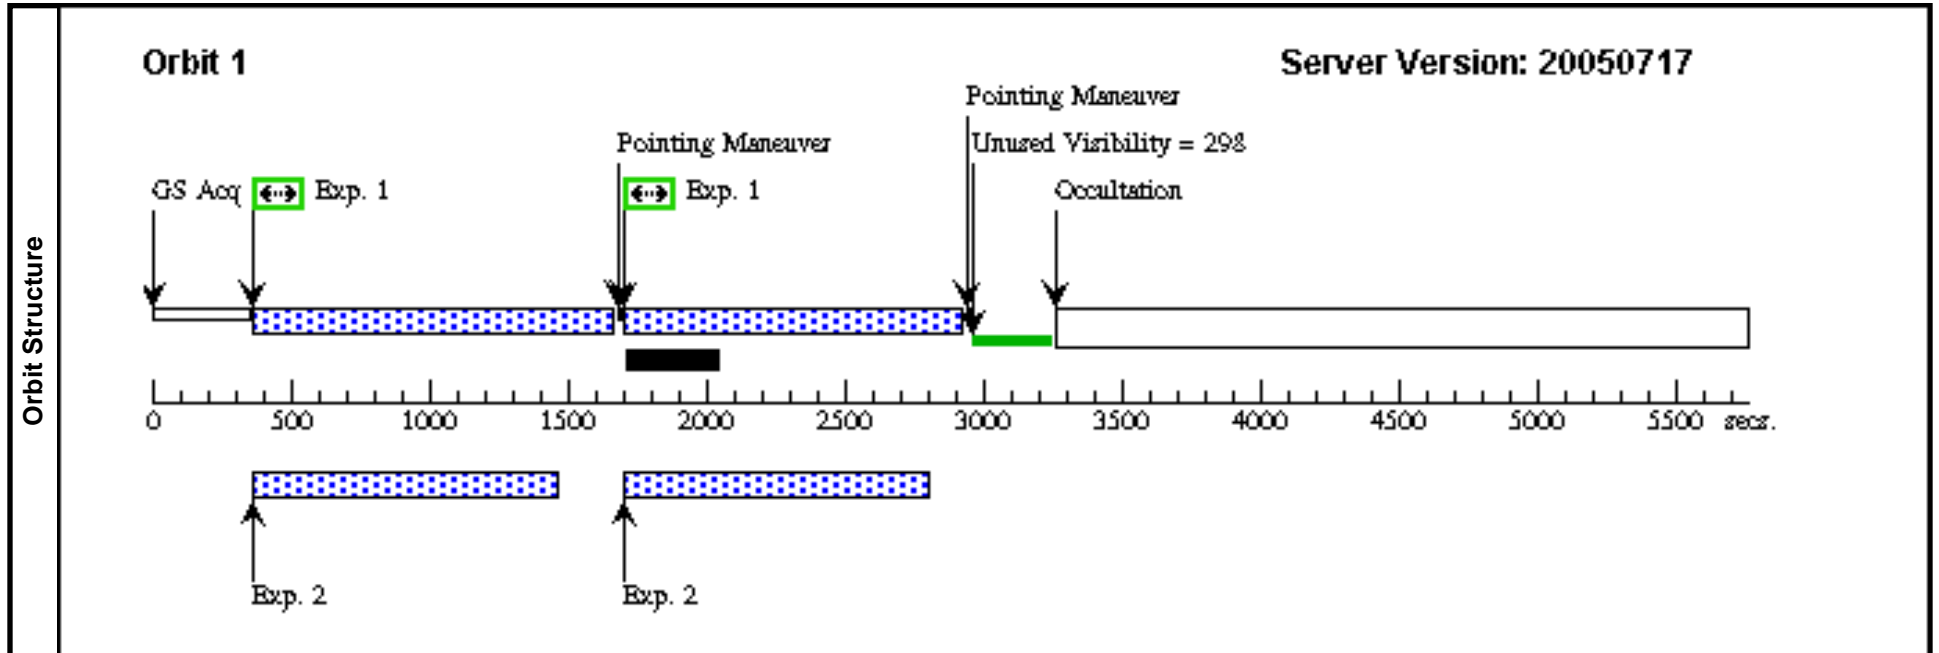 Orbit 1
Server Version: 20050717
Pointing Maneuver
Pointing Maneuver
Unused Visibility = 298
GS Acq
Exp. 1
Exp. 1
Occultation
Orbit Structure
0 500 1000 1500 2000 2500 3000 3500 4000 4500 5000 5500 secs.
Exp. 2
Exp. 2